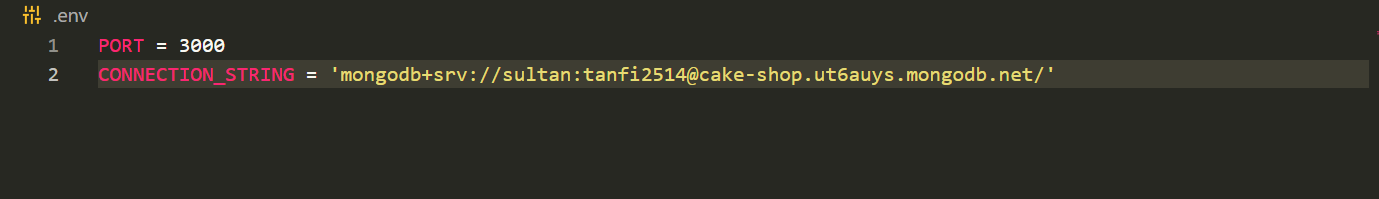 .env
1 PORT = 3000
2 CONNECTION_STRING = 'mongodb+srv://sultan:tanfi2514@cake-shop.ut6auys.mongodb.net/'